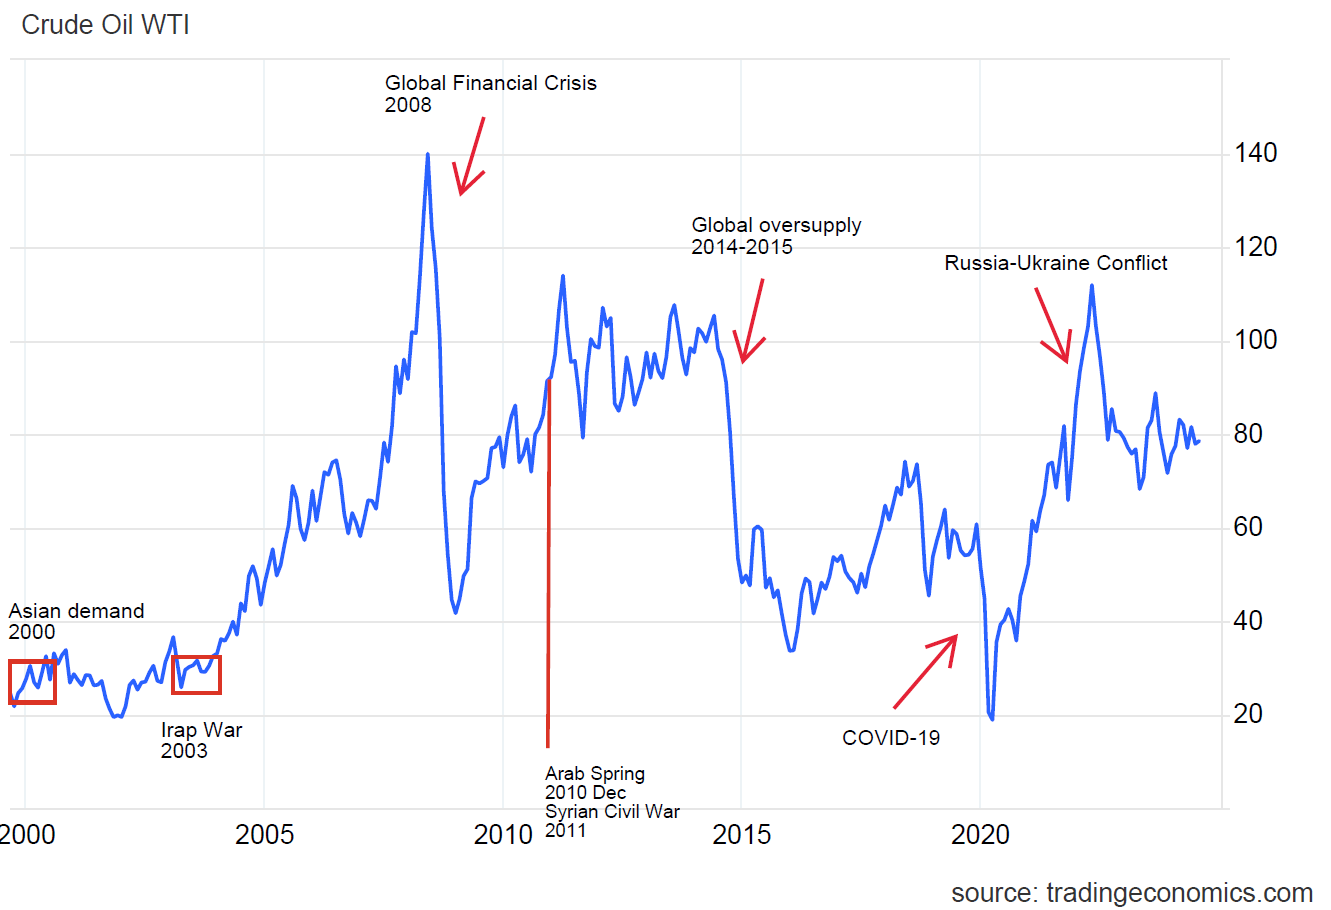 Crude Oil WTI
Global Financial Crisis
2008
140
Global oversupply
2014-2015
120
Russia-Ukraine Conflict
100
80
60
Asian demand
2000
40
20
Irap War
2003
COVID-19
Arab Spring
2010 Dec
Syrian Civil War
2011
2000
2005
2010
2015
2020
source: tradingeconomics.com